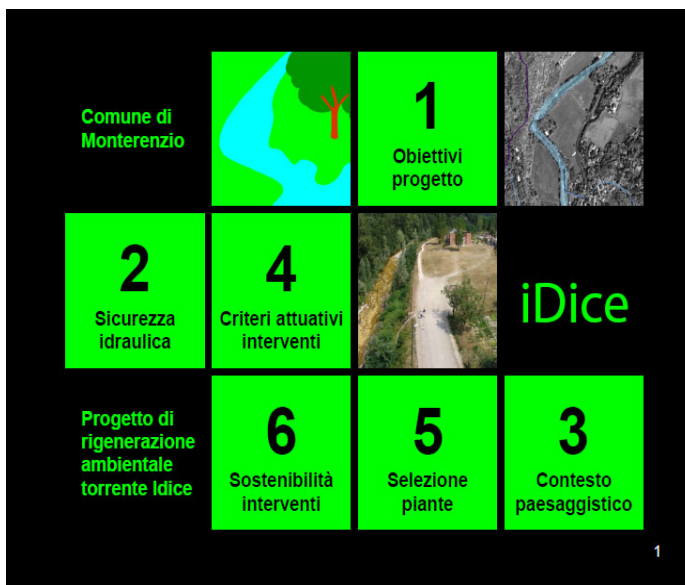 Comune di
Monterenzio
1
Obiettivi
progetto
2
Sicurezza
idraulica
4
Criteri attuativi
interventi
iDice
Progetto di
rigenerazione
ambientale
torrente Idice
6
Sostenibilità
interventi
5
Selezione
piante
3
Contesto
paesaggistico
1